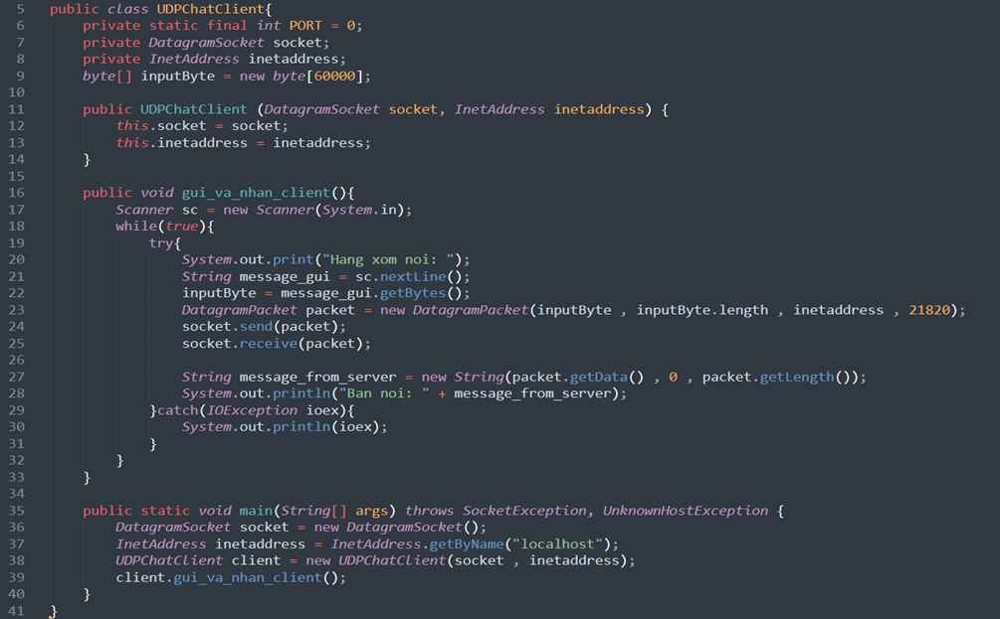 5 public class UDPChatClient{
6     private static final int PORT = 0;
7     private DatagramSocket socket;
8     private InetAddress inetaddress;
9     byte[] inputByte = new byte[60000];
10
11     public UDPChatClient (DatagramSocket socket, InetAddress inetaddress) {
12         this.socket = socket;
13         this.inetaddress = inetaddress;
14     }
15
16     public void gui_va_nhan_client(){
17         Scanner sc = new Scanner(System.in);
18         while(true){
19             try{
20                 System.out.print("Hang xom noi: ");
21                 String message_gui = sc.nextLine();
22                 inputByte = message_gui.getBytes();
23                 DatagramPacket packet = new DatagramPacket(inputByte , inputByte.length , inetaddress , 21820);
24                 socket.send(packet);
25                 socket.receive(packet);
26
27                 String message_from_server = new String(packet.getData() , 0 , packet.getLength());
28                 System.out.println("Ban noi: " + message_from_server);
29             }catch(IOException ioex){
30                 System.out.println(ioex);
31             }
32         }
33     }
34
35     public static void main(String[] args) throws SocketException, UnknownHostException {
36         DatagramSocket socket = new DatagramSocket();
37         InetAddress inetaddress = InetAddress.getByName("localhost");
38         UDPChatClient client = new UDPChatClient(socket , inetaddress);
39         client.gui_va_nhan_client();
40     }
41 }